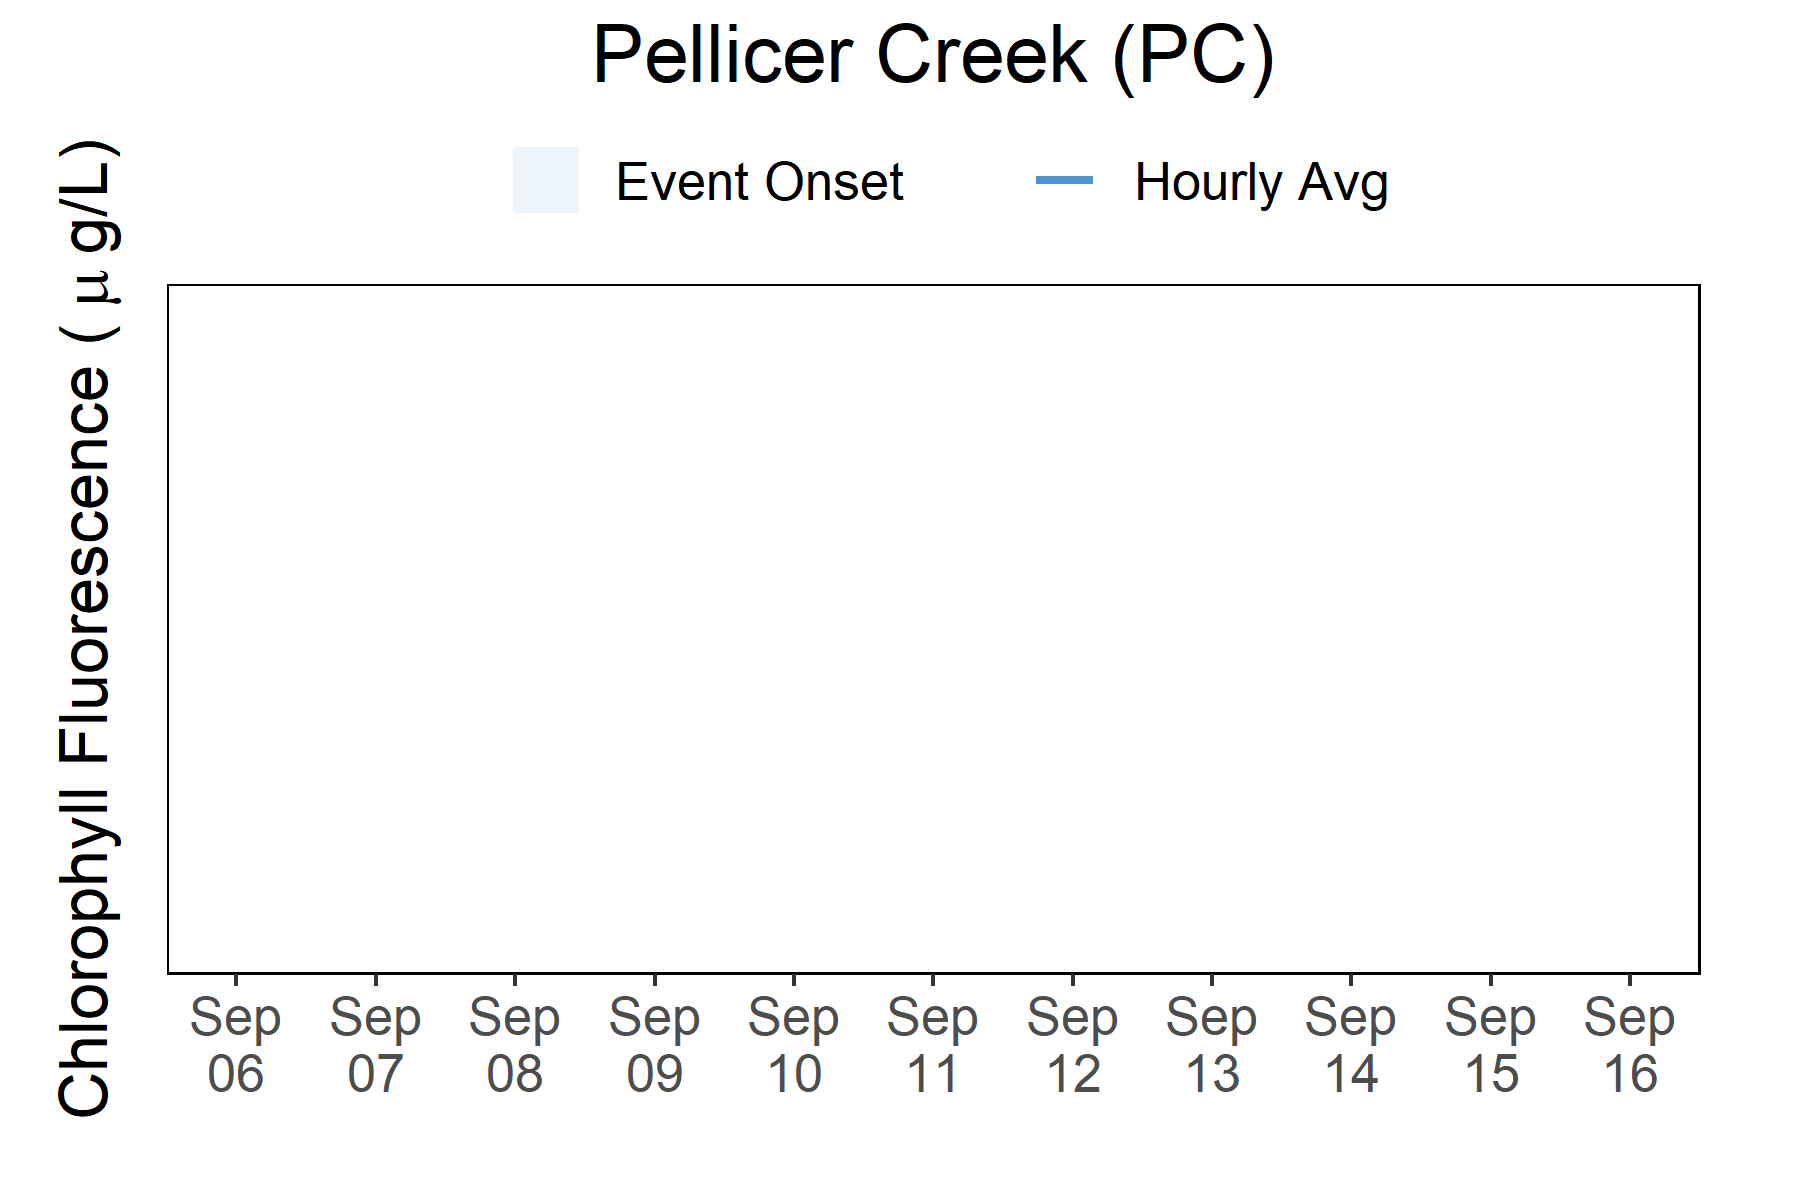 Pellicer Creek (PC)
Event Onset
Hourly Avg
Chlorophyll Fluorescence ( μ g/L)
Sep 06
Sep 07
Sep 08
Sep 09
Sep 10
Sep 11
Sep 12
Sep 13
Sep 14
Sep 15
Sep 16